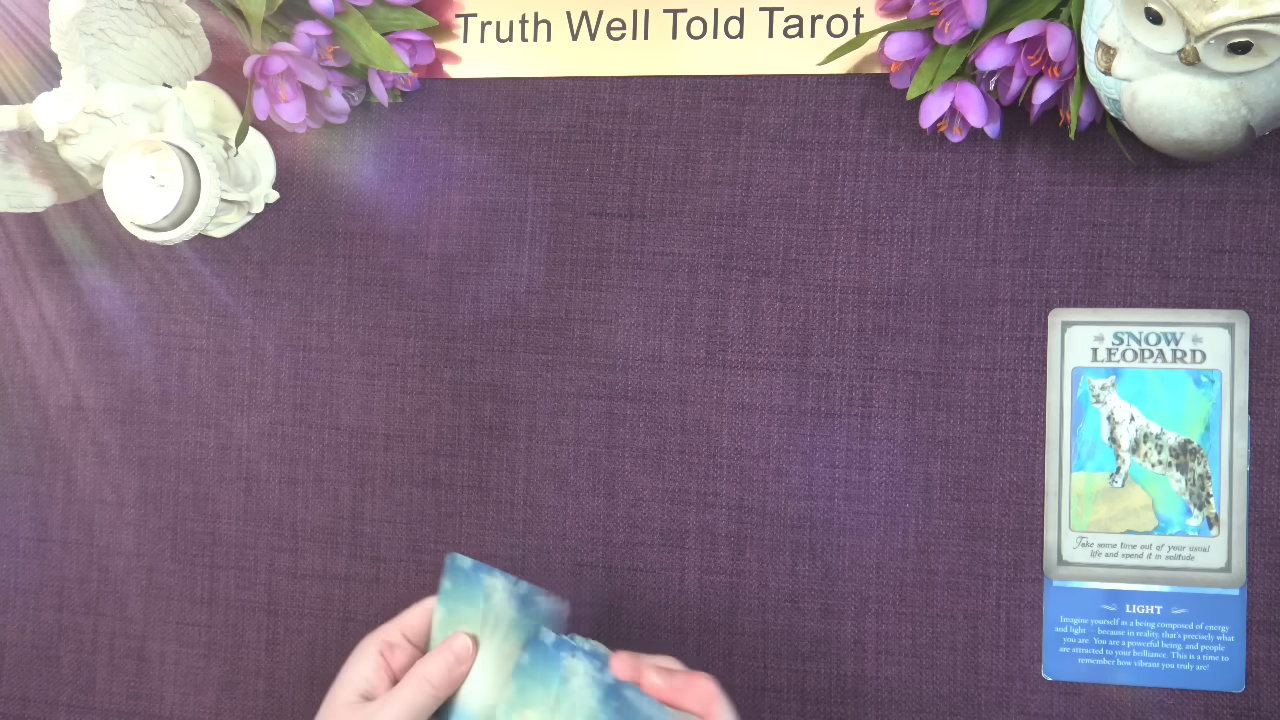 Truth Well Told Tarot
SNOW
LEOPARD
Take some time out of your usual
life and spend it in solitude
LIGHT
Imagine yourself as a being composed of energy
and light — because in reality, that's precisely what
you are. You are a powerful being, and people
are attracted to your brilliance. This is a time to
remember how vibrant you truly are!